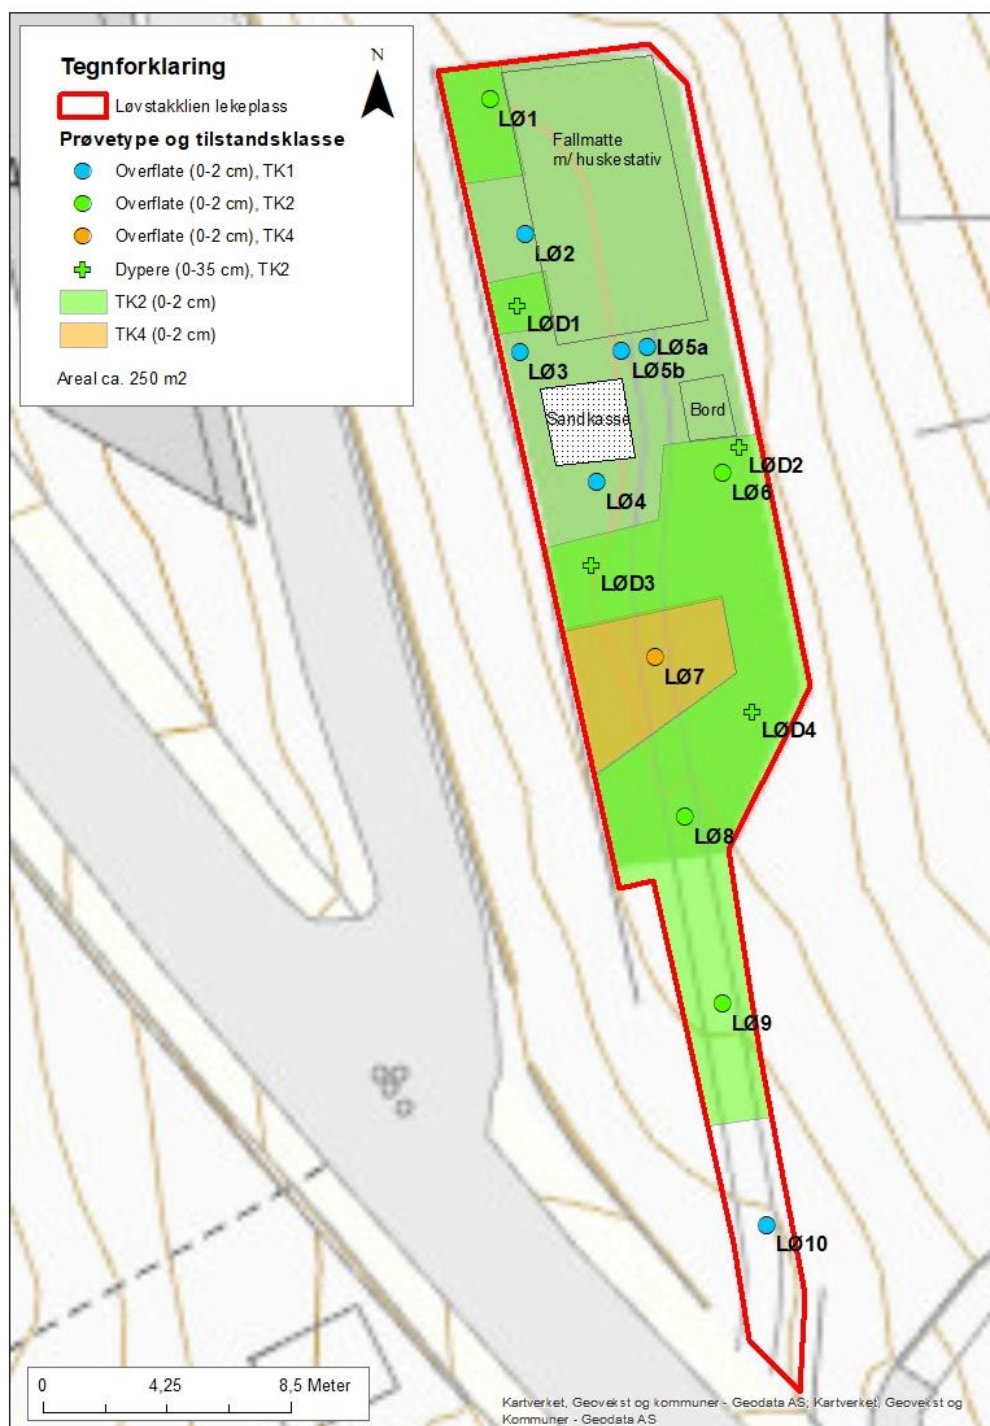 Tegnforklaring
Løvstakklien lekeplass
Prøvetype og tilstandsklasse
Overflate (0-2 cm), TK1
Overflate (0-2 cm), TK2
Overflate (0-2 cm), TK4
Dypere (0-35 cm), TK2
TK2 (0-2 cm)
TK4 (0-2 cm)
Areal ca. 250 m2
N
LØ1
Fallmatte
m/ huskestativ
LØ2
LØD1
LØ3
LØ5a
LØ5b
Sandkasse
Bord
LØD2
LØ6
LØ4
LØD3
LØ7
LØD4
LØ8
LØ9
LØ10
0 4,25 8,5 Meter
Kartverket, Geovekst og kommuner - Geodata AS, Kartverket, Geovekst og
Kommuner - Geodata AS